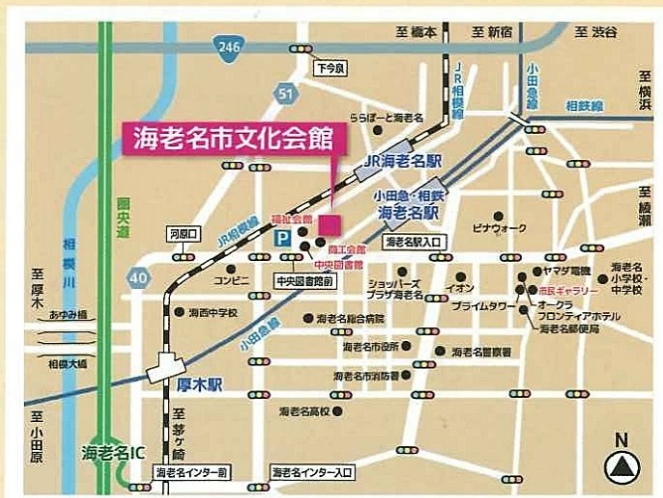 至橋本
至新宿
至渋谷
246
下今泉
51
JR相模線
小田急線
至横浜
相鉄線
ららぽーと海老名
海老名市文化会館
JR海老名駅
小田急・相鉄
海老名駅
至綾瀬
圏央道
河原口
JR相模線
福祉会館
P
商工会館
中央図書館
海老名駅入口
ビナウォーク
相模川
40
コンビニ
中央図書館前
ショッパーズ
プラザ海老名
イオン
ヤマダ電機
市民ギャラリー
海老名
小学校・
中学校
プライムタワー
オークラ
フロンティアホテル
海老名郵便局
至厚木
あゆみ橋
海西中学校
小田急線
海老名総合病院
相模大橋
海老名市役所
海老名警察署
厚木駅
海老名市消防署
至小田原
至茅ヶ崎
海老名高校
海老名IC
海老名インター前
海老名インター入口
N